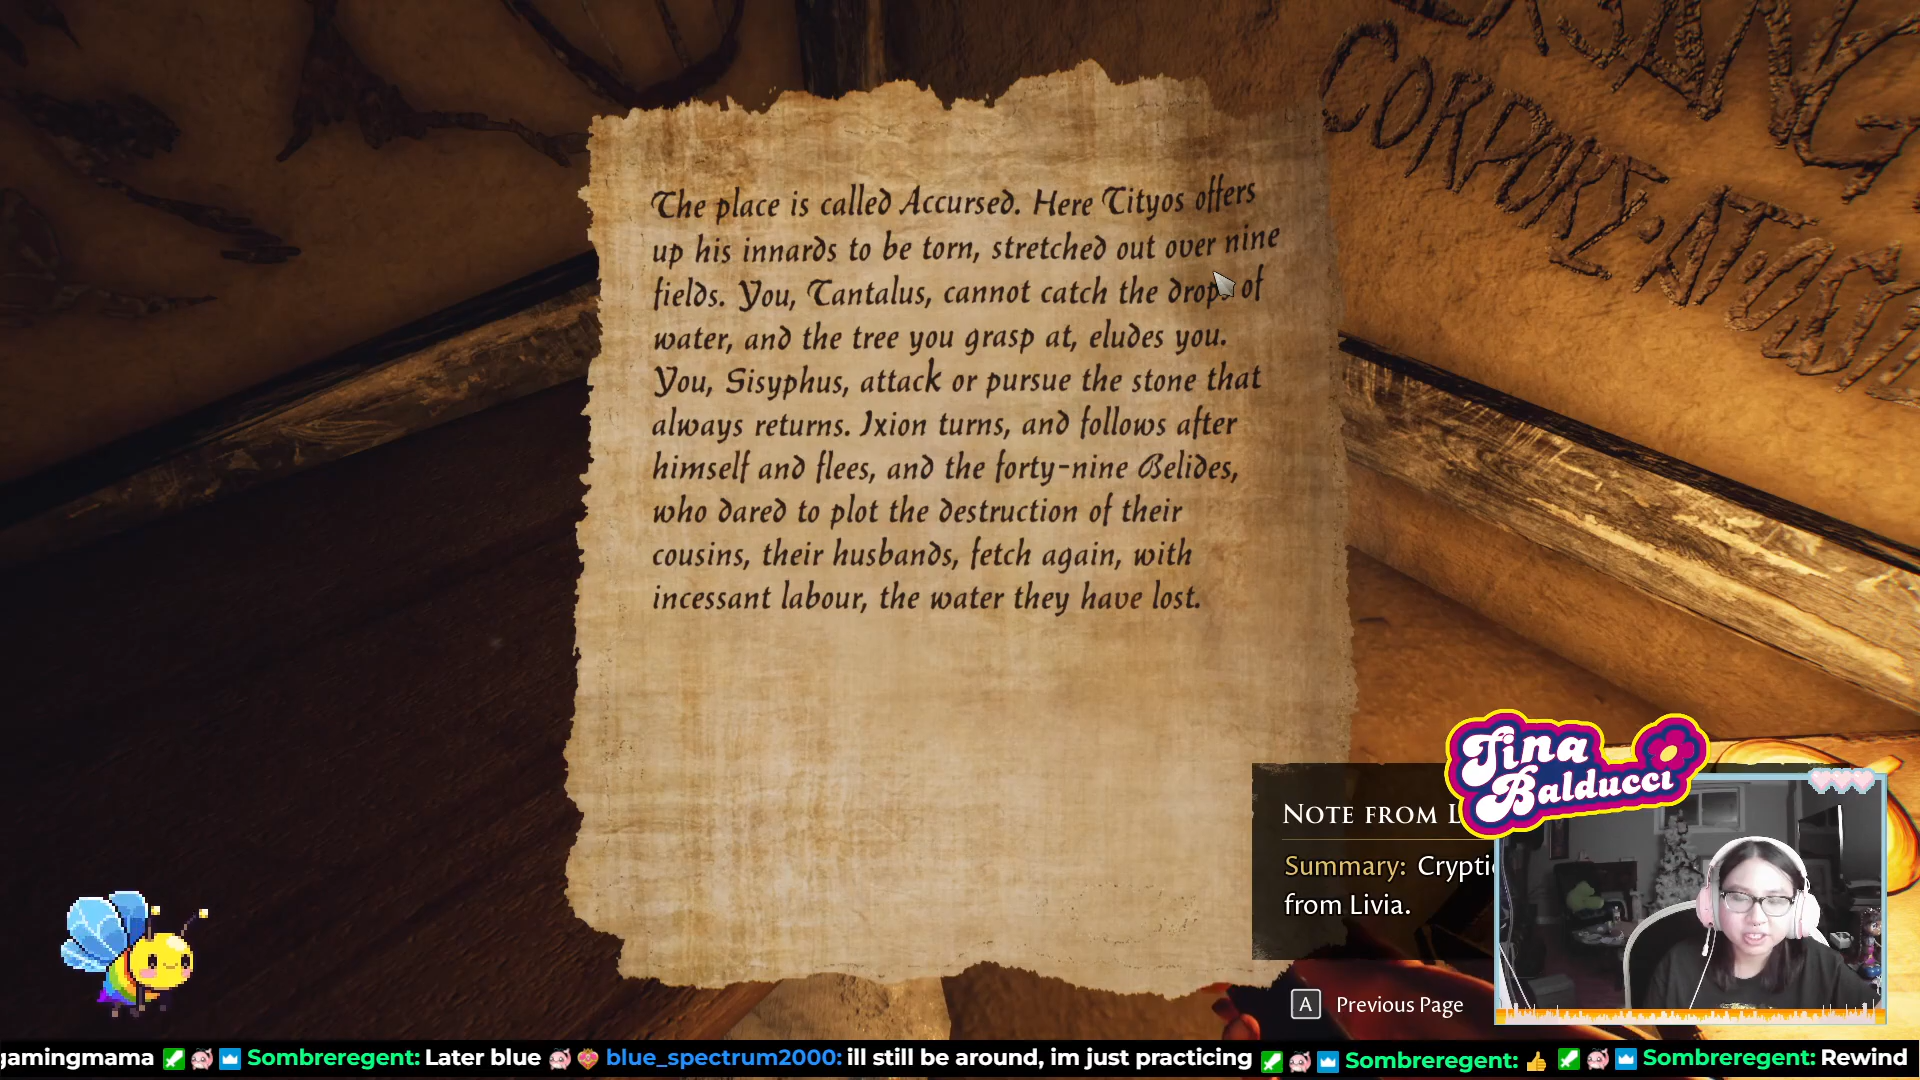 The place is called Accursed. Here Tityos offers
up his innards to be torn, stretched out over nine
fields. You, Tantalus, cannot catch the drops of
water, and the tree you grasp at, eludes you.
You, Sisyphus, attack or pursue the stone that
always returns. Ixion turns, and follows after
himself and flees, and the forty-nine Belides,
who dared to plot the destruction of their
cousins, their husbands, fetch again, with
incessant labour, the water they have lost.
CORPORE·AT·
Tina
Balducci
NOTE FROM L
Summary: Cryptic
from Livia.
A Previous Page
gamingmama Sombreregent: Later blue blue_spectrum2000: ill still be around, im just practicing Sombreregent: 👍 Sombreregent: Rewind